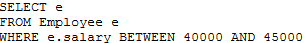 SELECT e
FROM Employee e
WHERE e.salary BETWEEN 40000 AND 45000